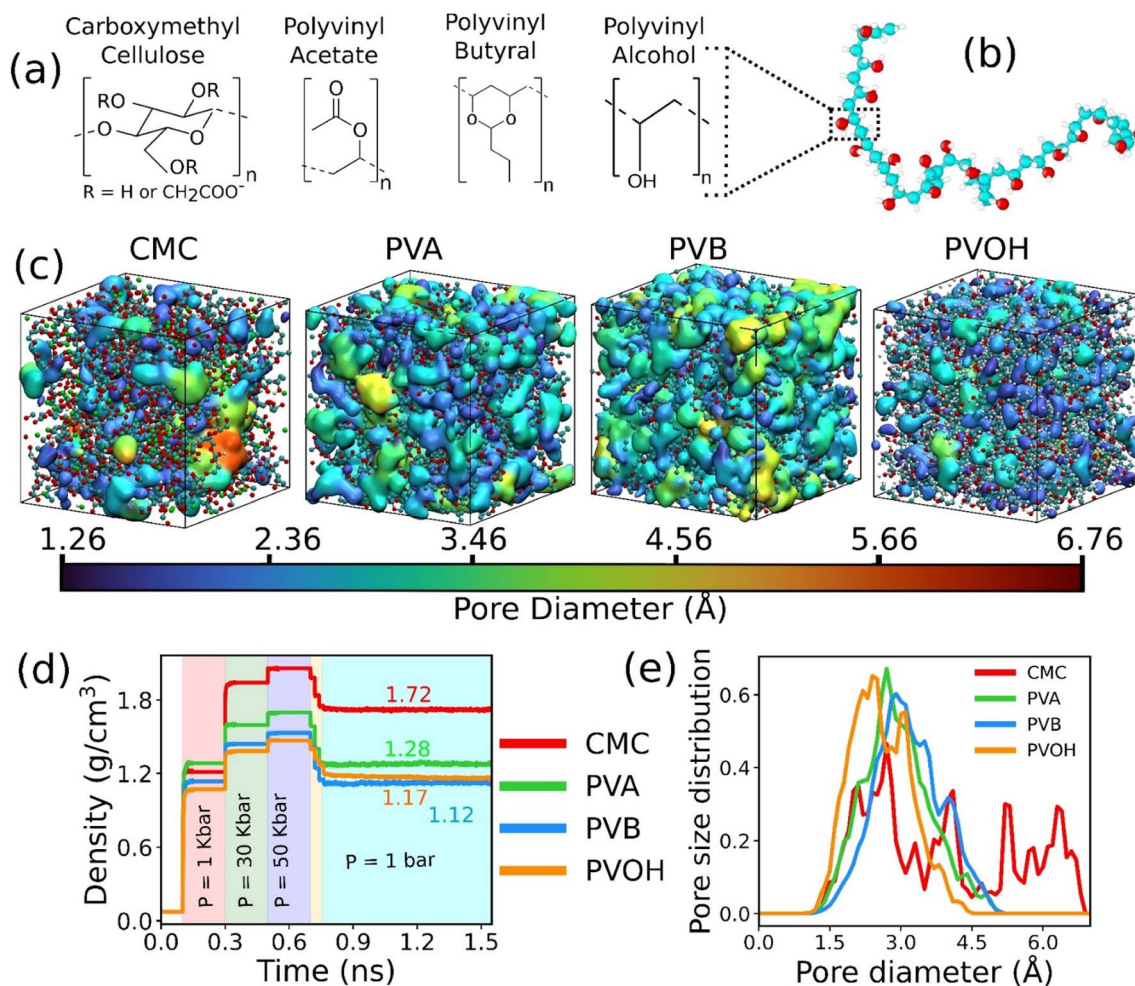 (a)
Carboxymethyl
Cellulose
Polyvinyl
Acetate
Polyvinyl
Butyral
Polyvinyl
Alcohol
(b)
RO
OR
O
O
OR
n
R = H or CH₂COO⁻
O
O
n
O
O
n
OH
n
(c)
CMC
PVA
PVB
PVOH
1.26
2.36
3.46
4.56
5.66
6.76
Pore Diameter (Å)
(d)
Density (g/cm³)
1.8
1.2
0.6
0.0
1.72
1.28
1.17
1.12
P = 1 Kbar
P = 30 Kbar
P = 50 Kbar
P = 1 bar
0.0
0.3
0.6
0.9
1.2
1.5
Time (ns)
CMC
PVA
PVB
PVOH
(e)
Pore size distribution
0.6
0.4
0.2
0.0
CMC
PVA
PVB
PVOH
0.0
1.5
3.0
4.5
6.0
Pore diameter (Å)